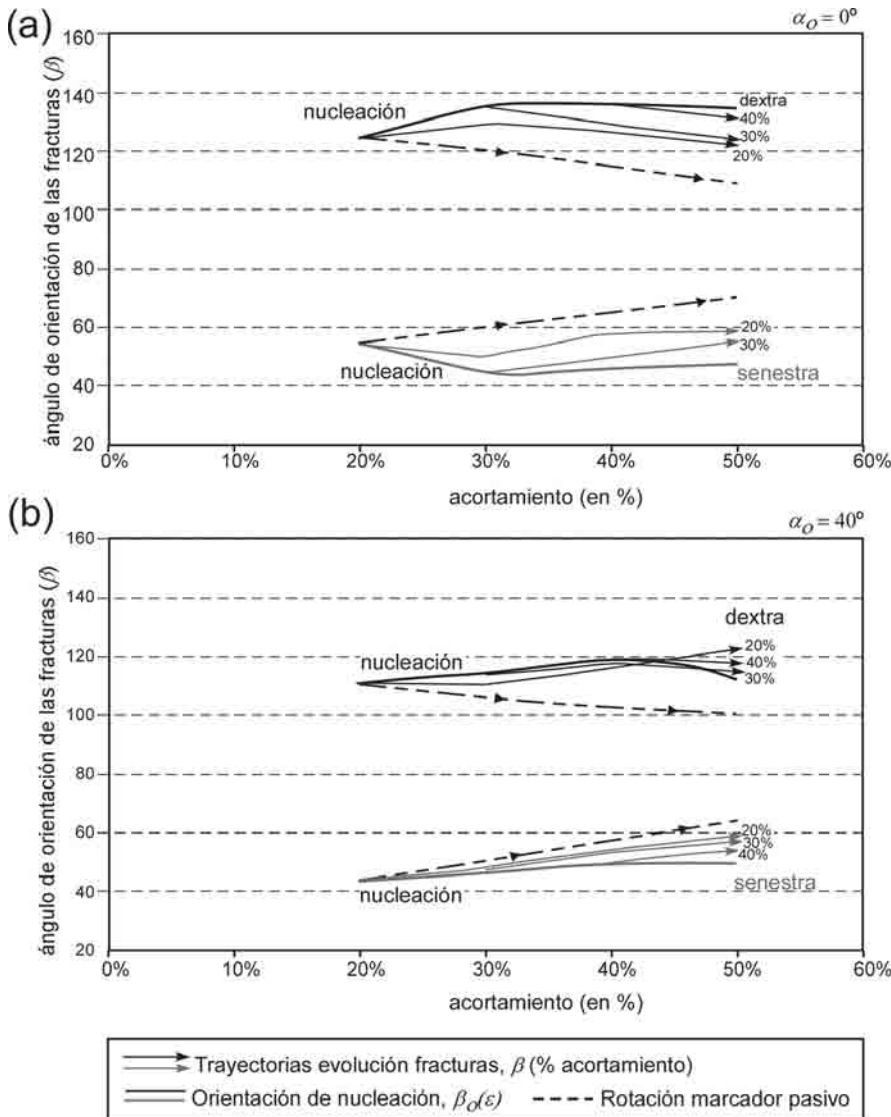 (a)
αo = 0º
ángulo de orientación de las fracturas (β)
160
140
120
100
80
60
40
20
nucleación
dextra
40%
30%
20%
20%
30%
nucleación
senestra
0%
10%
20%
30%
40%
50%
60%
acortamiento (en %)
(b)
αo = 40º
ángulo de orientación de las fracturas (β)
160
140
120
100
80
60
40
20
dextra
nucleación
20%
40%
30%
20%
30%
40%
nucleación
senestra
0%
10%
20%
30%
40%
50%
60%
acortamiento (en %)
Trayectorias evolución fracturas, β (% acortamiento)
Orientación de nucleación, βo(ε)
Rotación marcador pasivo